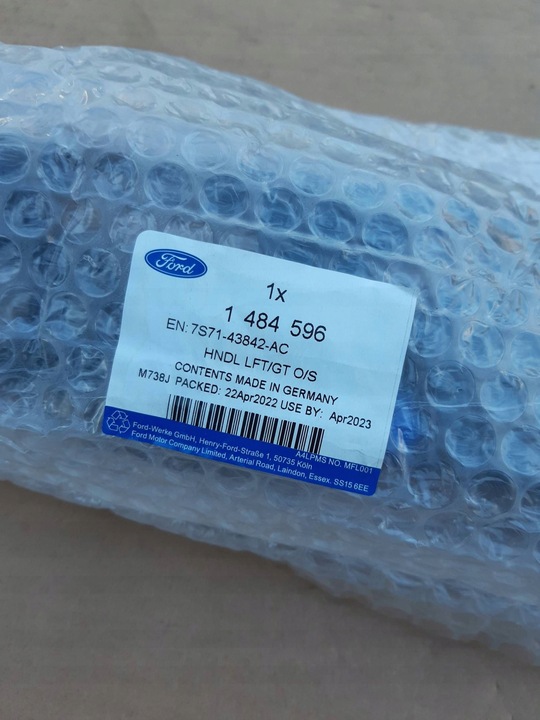 Ford
1x
1 484 596
EN: 7S71-43842-AC
HNDL LFT/GT O/S
CONTENTS MADE IN GERMANY
M738J PACKED: 22Apr2022 USE BY: Apr2023
A4LPMS NO. MFL001
Ford-Werke GmbH. Henry-Ford-Straße 1, 50735 Köln
Ford Motor Company Limited, Arterial Road, Laindon, Essex. SS15 6EE